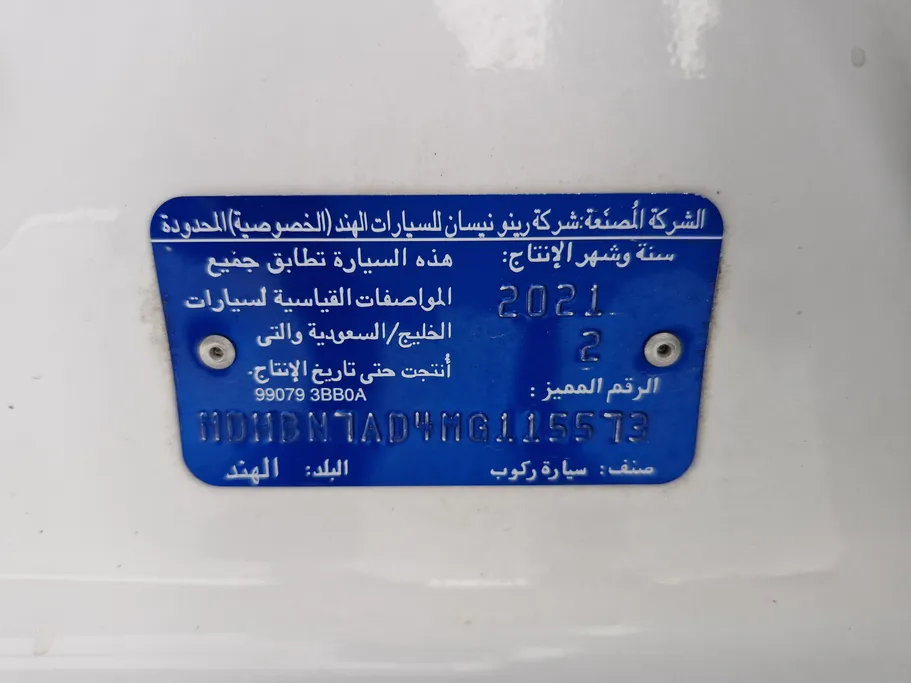 الشركة المُصنَعة: شركة رينو نيسان للسيارات الهند (الخصوصية) المحدودة
سنة وشهر الإنتاج:
2021
2
هذه السيارة تطابق جميع
المواصفات القياسية لسيارات
الخليج/السعودية والتى
أُنتجت حتى تاريخ الإنتاج.
99079 3BB0A
الرقم المميز :
MDHBN7AD4MG115573
صنف: سيارة ركوب
البلد: الهند